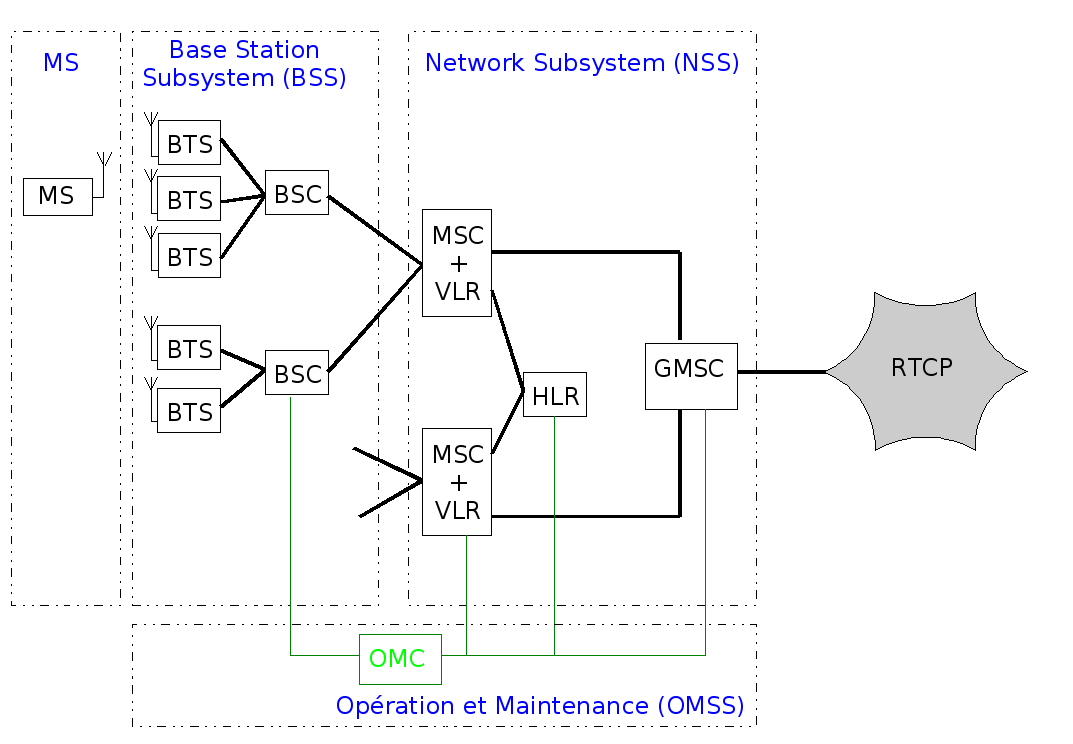 MS
Base Station
Subsystem (BSS)
Network Subsystem (NSS)
BTS
BTS
BTS
BSC
MS
MSC
+
VLR
BTS
BTS
BSC
GMSC
RTCP
HLR
MSC
+
VLR
OMC
Opération et Maintenance (OMSS)